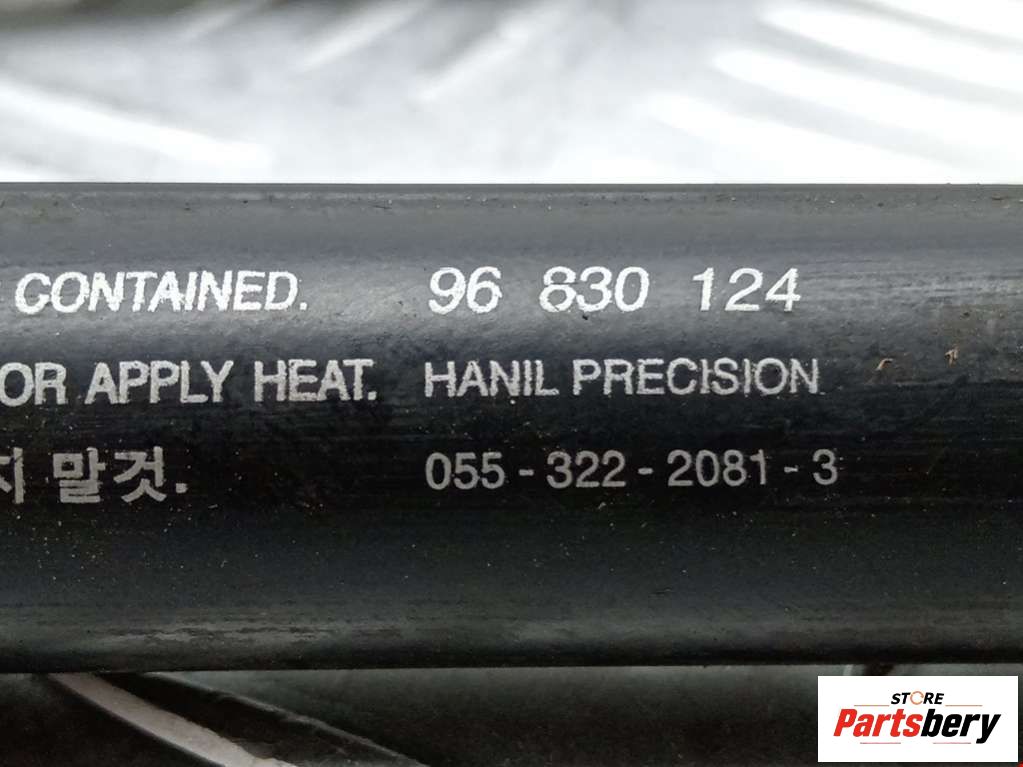 CONTAINED. 96 830 124
OR APPLY HEAT. HANIL PRECISION
지 말것. 055-322-2081-3
STORE
Partsbery